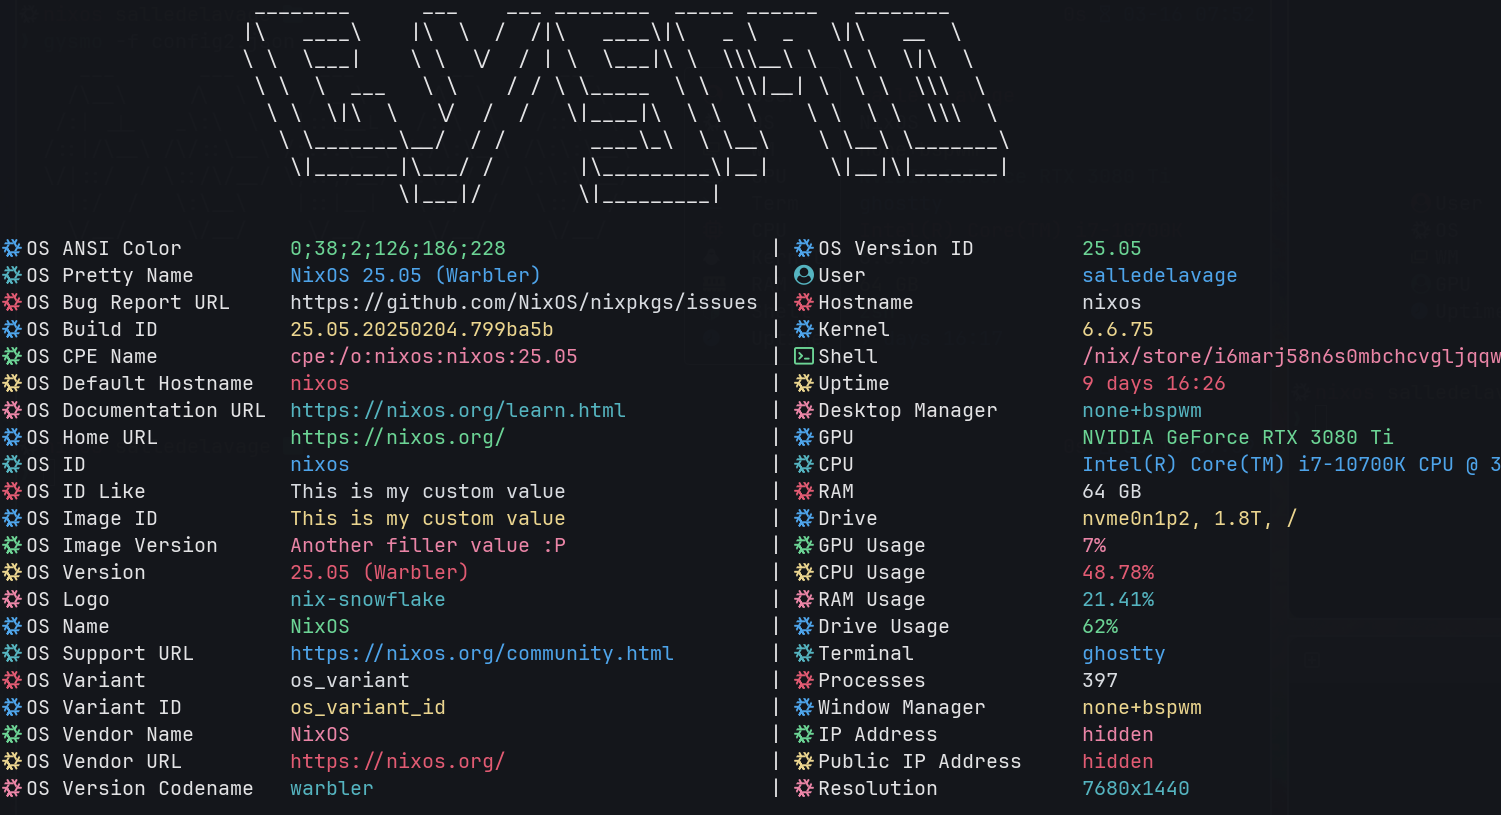 OS ANSI Color 0;38;2;126;186;228 | OS Version ID 25.05
OS Pretty Name NixOS 25.05 (Warbler) | User salledelavage
OS Bug Report URL https://github.com/NixOS/nixpkgs/issues | Hostname nixos
OS Build ID 25.05.20250204.799ba5b | Kernel 6.6.75
OS CPE Name cpe:/o:nixos:nixos:25.05 | Shell /nix/store/i6marj58n6s0mbchcvgljqqw
OS Default Hostname nixos | Uptime 9 days 16:26
OS Documentation URL https://nixos.org/learn.html | Desktop Manager none+bspwm
OS Home URL https://nixos.org/ | GPU NVIDIA GeForce RTX 3080 Ti
OS ID nixos | CPU Intel(R) Core(TM) i7-10700K CPU @ 3
OS ID Like This is my custom value | RAM 64 GB
OS Image ID This is my custom value | Drive nvme0n1p2, 1.8T, /
OS Image Version Another filler value :P | GPU Usage 7%
OS Version 25.05 (Warbler) | CPU Usage 48.78%
OS Logo nix-snowflake | RAM Usage 21.41%
OS Name NixOS | Drive Usage 62%
OS Support URL https://nixos.org/community.html | Terminal ghostty
OS Variant os_variant | Processes 397
OS Variant ID os_variant_id | Window Manager none+bspwm
OS Vendor Name NixOS | IP Address hidden
OS Vendor URL https://nixos.org/ | Public IP Address hidden
OS Version Codename warbler | Resolution 7680x1440